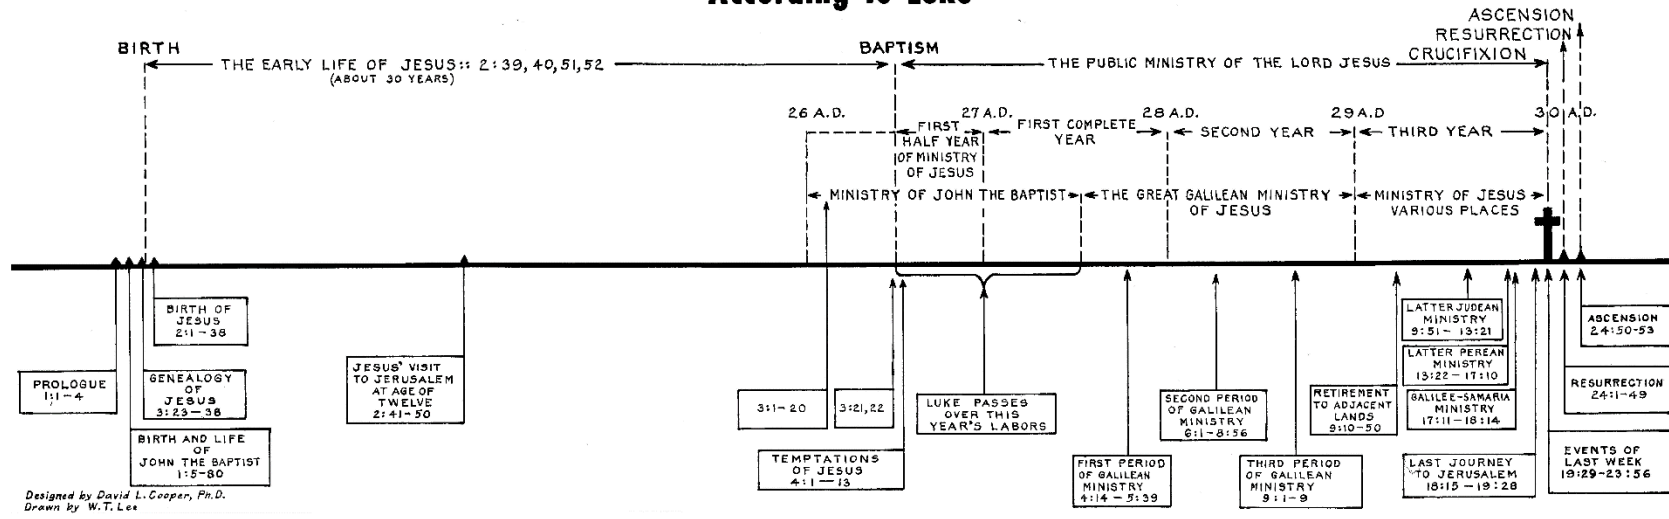 According To Luke
ASCENSION
RESURRECTION
CRUCIFIXION
BIRTH
BAPTISM
THE EARLY LIFE OF JESUS:: 2:39, 40, 51, 52
(ABOUT 30 YEARS)
THE PUBLIC MINISTRY OF THE LORD JESUS
26 A.D.
27 A.D.
28 A.D.
29 A.D
30 A.D.
FIRST
HALF YEAR
OF MINISTRY
OF JESUS
FIRST COMPLETE
YEAR
SECOND YEAR
THIRD YEAR
MINISTRY OF JOHN THE BAPTIST
THE GREAT GALILEAN MINISTRY
OF JESUS
MINISTRY OF JESUS
VARIOUS PLACES
BIRTH OF
JESUS
2:1-38
PROLOGUE
1:1-4
GENEALOGY
OF
JESUS
3:23-38
BIRTH AND LIFE
OF
JOHN THE BAPTIST
1:5-80
JESUS' VISIT
TO JERUSALEM
AT AGE OF
TWELVE
2:41-50
3:1-20
3:21,22
TEMPTATIONS
OF JESUS
4:1-13
LUKE PASSES
OVER THIS
YEAR'S LABORS
FIRST PERIOD
OF GALILEAN
MINISTRY
4:14-5:39
SECOND PERIOD
OF GALILEAN
MINISTRY
6:1-8:56
THIRD PERIOD
OF GALILEAN
MINISTRY
9:1-9
RETIREMENT
TO ADJACENT
LANDS
9:10-50
LATTER JUDEAN
MINISTRY
9:51-13:21
LATTER PEREAN
MINISTRY
13:22-17:10
GALILEE-SAMARIA
MINISTRY
17:11-18:14
LAST JOURNEY
TO JERUSALEM
18:15-19:28
ASCENSION
24:50-53
RESURRECTION
24:1-49
EVENTS OF
LAST WEEK
19:29-23:56
Designed by David L. Cooper, Ph.D.
Drawn by W.T. Lee